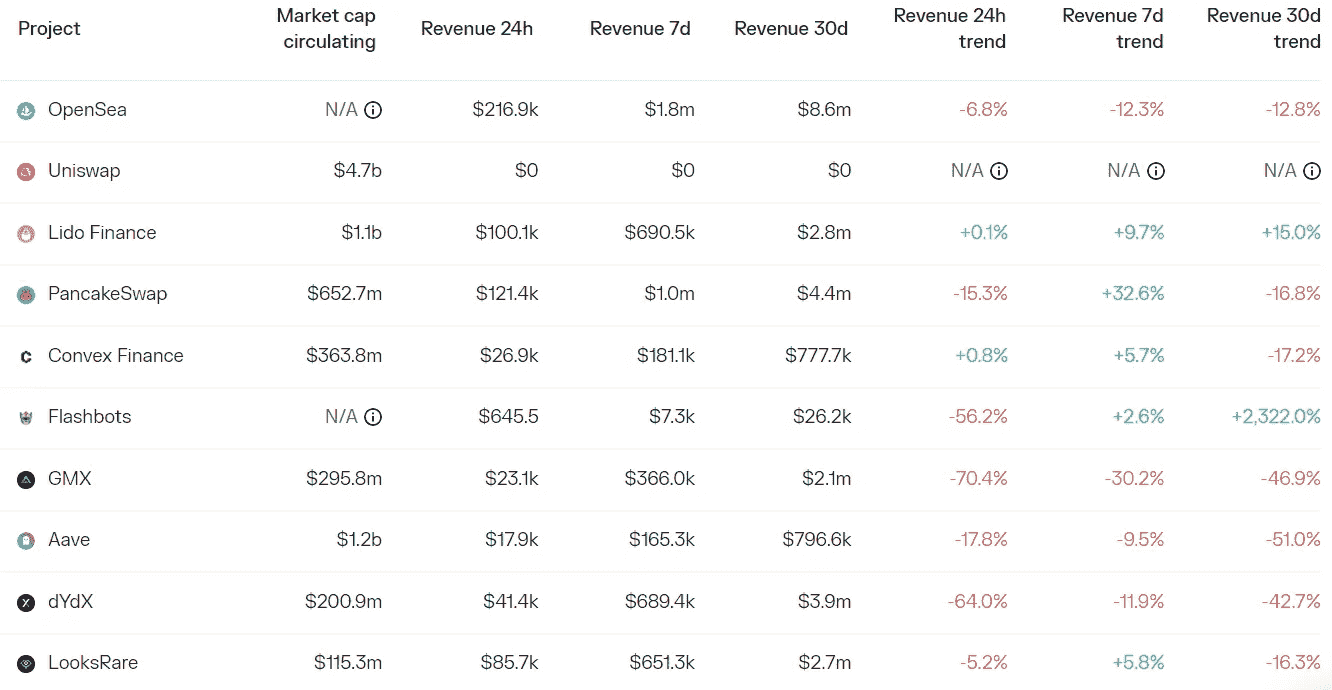 Project Market cap circulating Revenue 24h Revenue 7d Revenue 30d Revenue 24h trend Revenue 7d trend Revenue 30d trend
OpenSea N/A $216.9k $1.8m $8.6m -6.8% -12.3% -12.8%
Uniswap $4.7b $0 $0 $0 N/A N/A N/A
Lido Finance $1.1b $100.1k $690.5k $2.8m +0.1% +9.7% +15.0%
PancakeSwap $652.7m $121.4k $1.0m $4.4m -15.3% +32.6% -16.8%
Convex Finance $363.8m $26.9k $181.1k $777.7k +0.8% +5.7% -17.2%
Flashbots N/A $645.5 $7.3k $26.2k -56.2% +2.6% +2,322.0%
GMX $295.8m $23.1k $366.0k $2.1m -70.4% -30.2% -46.9%
Aave $1.2b $17.9k $165.3k $796.6k -17.8% -9.5% -51.0%
dYdX $200.9m $41.4k $689.4k $3.9m -64.0% -11.9% -42.7%
LooksRare $115.3m $85.7k $651.3k $2.7m -5.2% +5.8% -16.3%